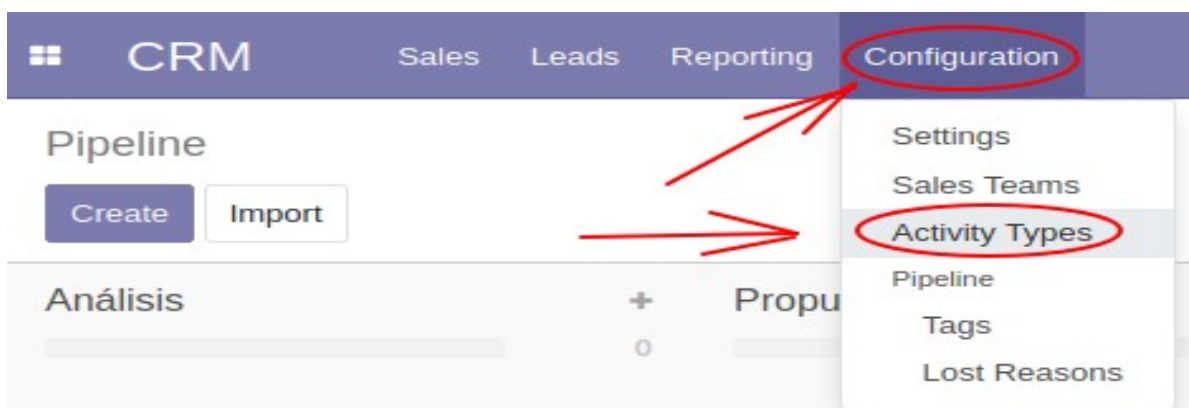 CRM Sales Leads Reporting Configuration
Pipeline
Create Import
Settings
Sales Teams
Activity Types
Pipeline
Tags
Lost Reasons
Análisis + Propu
0